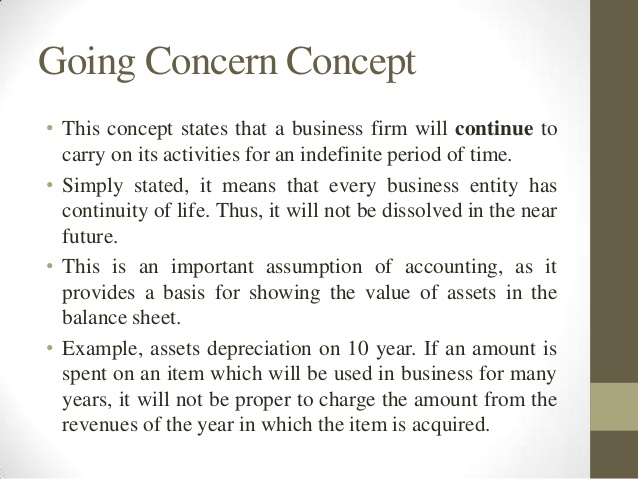 Going Concern Concept
• This concept states that a business firm will continue to
carry on its activities for an indefinite period of time.
• Simply stated, it means that every business entity has
continuity of life. Thus, it will not be dissolved in the near
future.
• This is an important assumption of accounting, as it
provides a basis for showing the value of assets in the
balance sheet.
• Example, assets depreciation on 10 year. If an amount is
spent on an item which will be used in business for many
years, it will not be proper to charge the amount from the
revenues of the year in which the item is acquired.